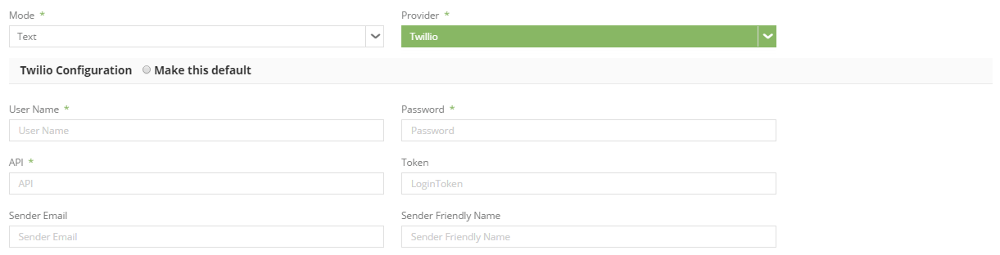 Mode * Provider *
Text Twillio
Twilio Configuration Make this default
User Name * Password *
User Name Password
API * Token
API LoginToken
Sender Email Sender Friendly Name
Sender Email Sender Friendly Name